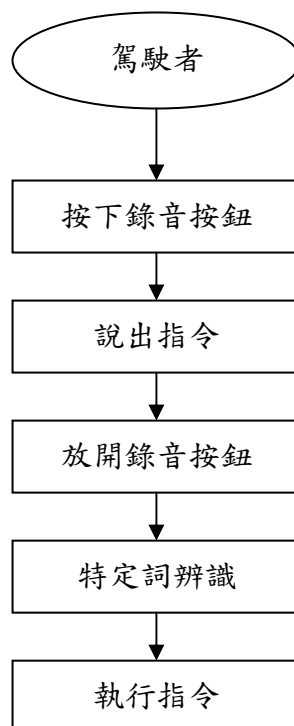 駕駛者
按下錄音按鈕
說出指令
放開錄音按鈕
特定詞辨識
執行指令